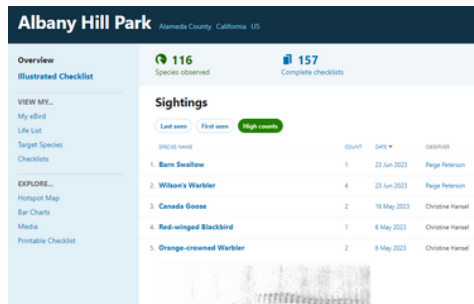 Albany Hill Park Alameda County. California. US
Overview
Illustrated Checklist
VIEW MY...
My eBird
Life List
Target Species
Checklists
EXPLORE...
Hotspot Map
Bar Charts
Media
Printable Checklist
116
Species observed
157
Complete checklists
Sightings
Last seen First seen High counts
SPECIES NAME COUNT DATE OBSERVER
1. Barn Swallow 1 23 Jun 2023 Paige Peterson
2. Wilson's Warbler 4 23 Jun 2023 Paige Peterson
3. Canada Goose 2 16 May 2023 Christine Hansel
4. Red-winged Blackbird 1 6 May 2023 Christine Hansel
5. Orange-crowned Warbler 2 6 May 2023 Christine Hansel